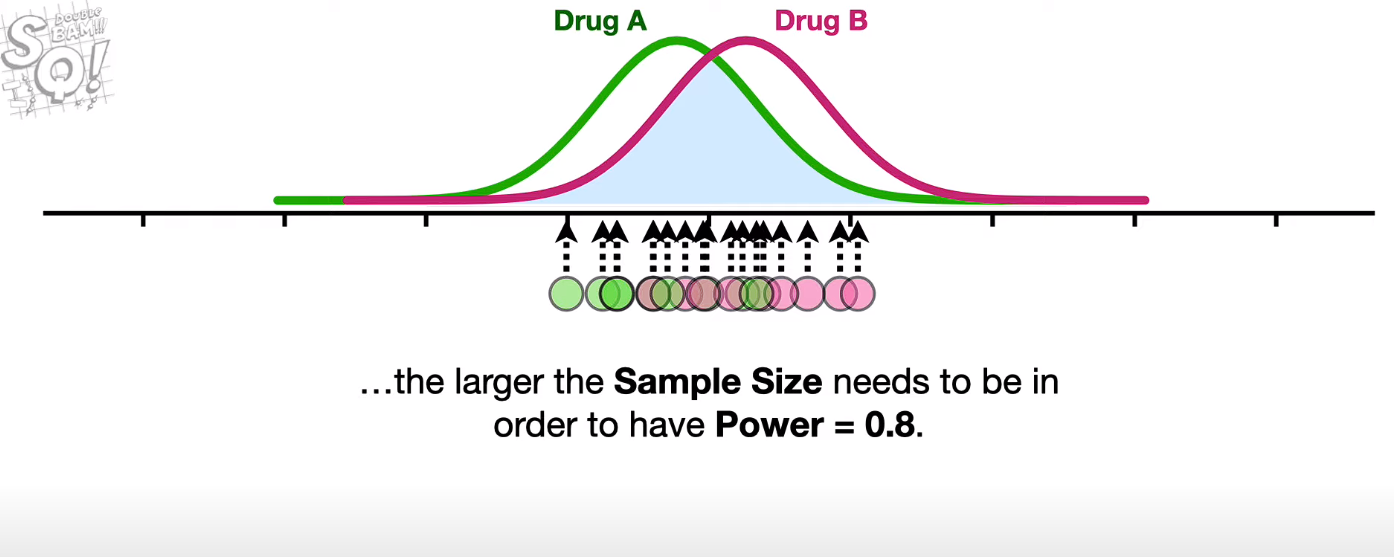 DOUBLE
BAM!!!
SQ!
Drug A
Drug B
…the larger the Sample Size needs to be in
order to have Power = 0.8.